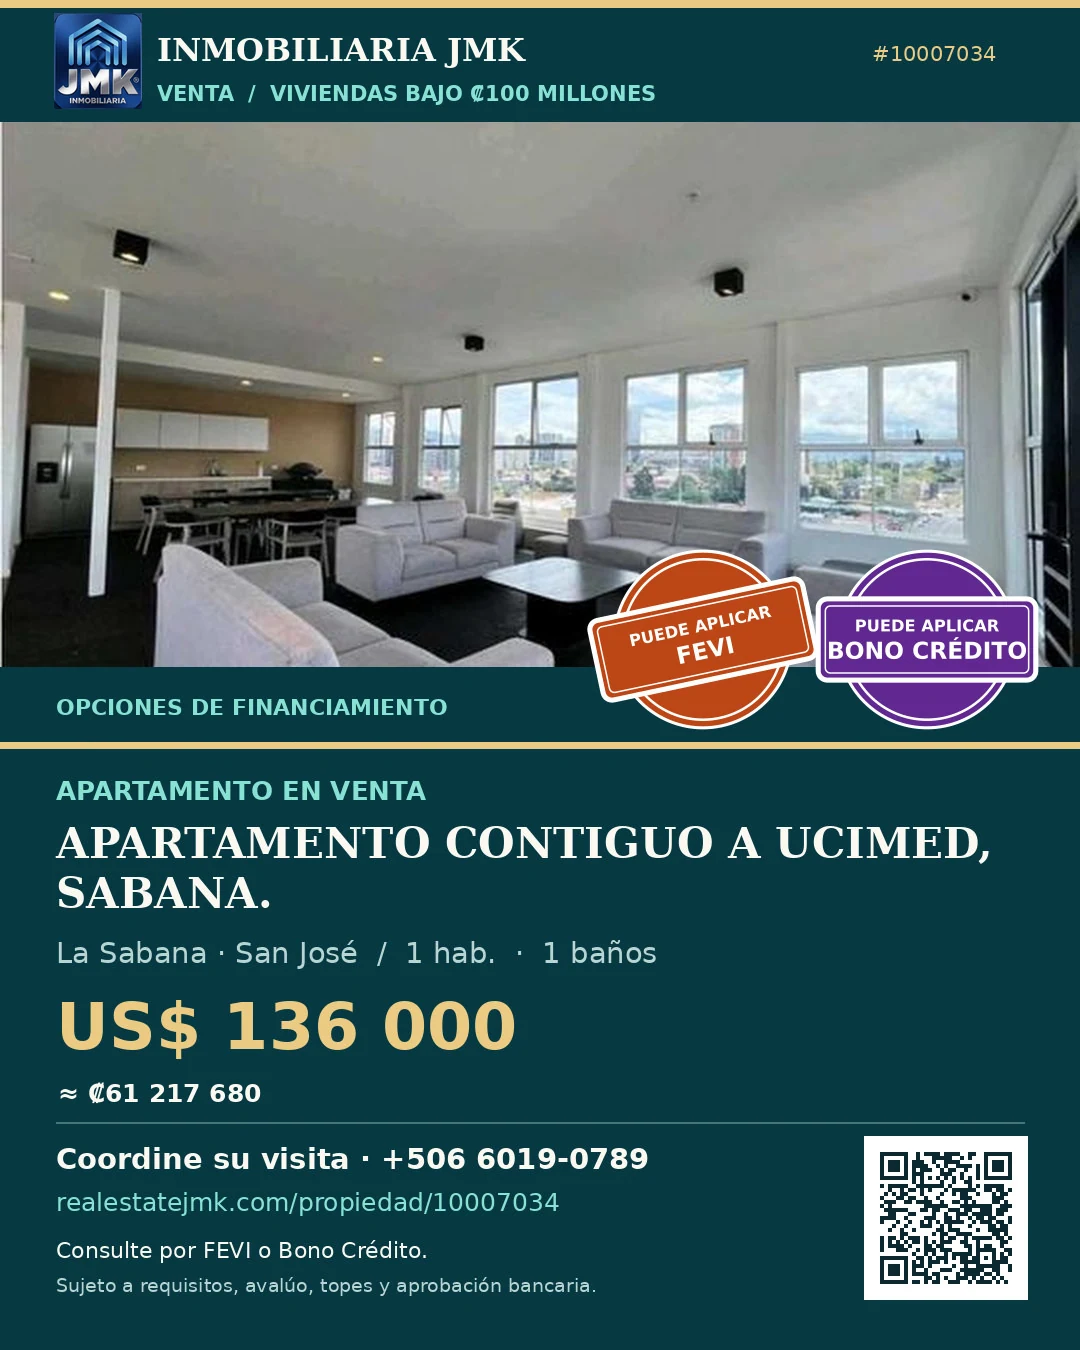 JMK
INMOBILIARIA
INMOBILIARIA JMK
#10007034
VENTA / VIVIENDAS BAJO ₡100 MILLONES
PUEDE APLICAR
FEVI
PUEDE APLICAR
BONO CRÉDITO
OPCIONES DE FINANCIAMIENTO
APARTAMENTO EN VENTA
APARTAMENTO CONTIGUO A UCIMED,
SABANA.
La Sabana · San José / 1 hab. · 1 baños
US$ 136 000
≈ ₡61 217 680
Coordine su visita · +506 6019-0789
realestatejmk.com/propiedad/10007034
Consulte por FEVI o Bono Crédito.
Sujeto a requisitos, avalúo, topes y aprobación bancaria.